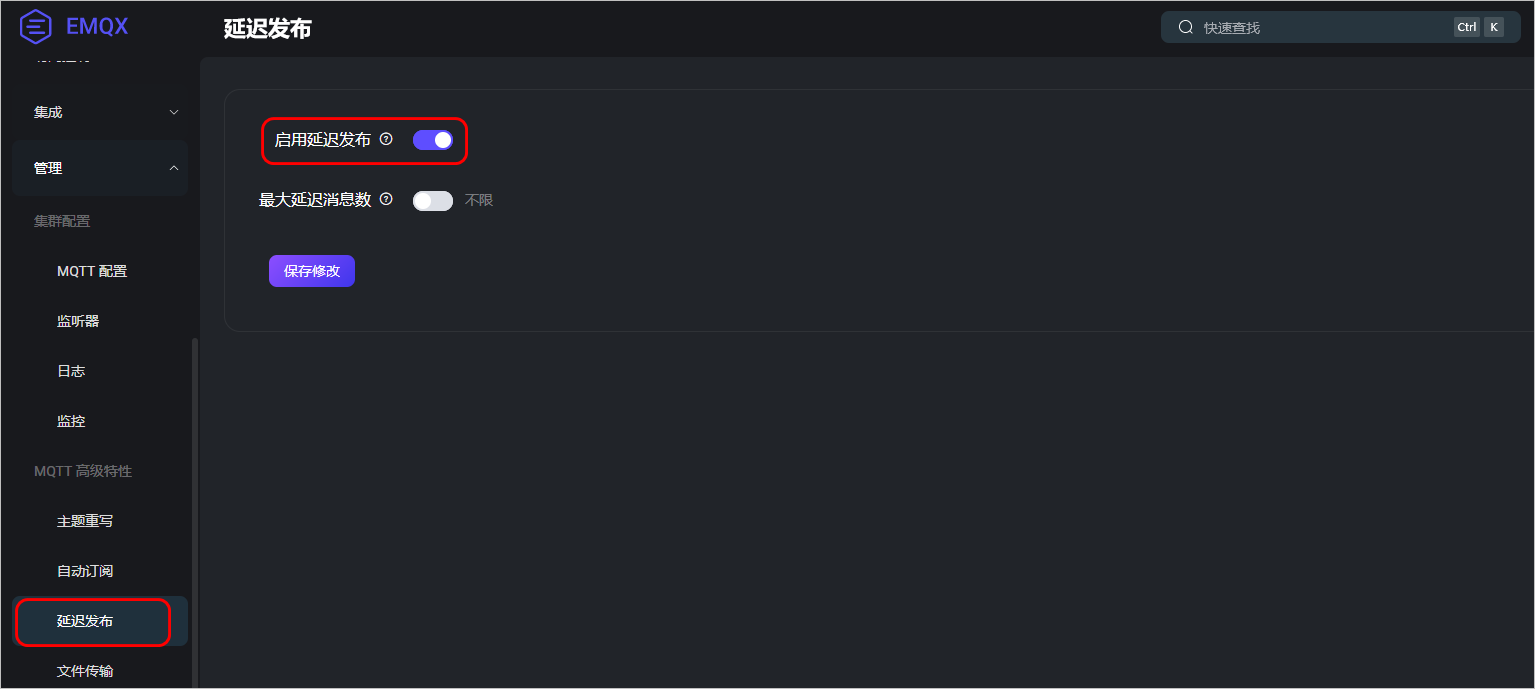 EMQX
延迟发布
快速查找
Ctrl
K
集成
管理
集群配置
MQTT 配置
监听器
日志
监控
MQTT 高级特性
主题重写
自动订阅
延迟发布
文件传输
启用延迟发布
最大延迟消息数
不限
保存修改